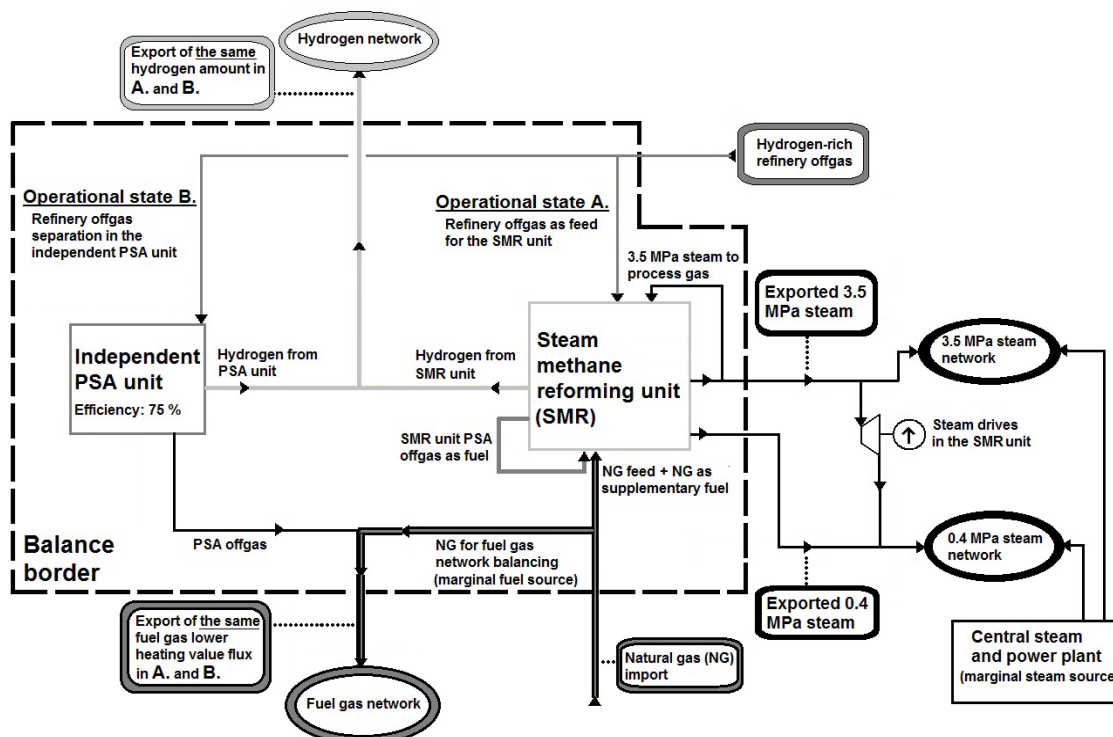 Hydrogen network
Export of the same
hydrogen amount in
A. and B.
Hydrogen-rich
refinery offgas
Operational state B.
Refinery offgas
separation in the
independent PSA unit
Operational state A.
Refinery offgas as feed
for the SMR unit
3.5 MPa steam to
process gas
Exported 3.5
MPa steam
3.5 MPa steam
network
Independent
PSA unit
Efficiency: 75 %
Hydrogen from
PSA unit
Hydrogen from
SMR unit
Steam
methane
reforming unit
(SMR)
Steam drives
in the SMR unit
SMR unit PSA
offgas as fuel
NG feed + NG as
supplementary fuel
Balance
border
PSA offgas
NG for fuel gas
network balancing
(marginal fuel source)
0.4 MPa steam
network
Exported 0.4
MPa steam
Export of the same
fuel gas lower
heating value flux
in A. and B.
Natural gas (NG)
import
Fuel gas network
Central steam
and power plant
(marginal steam source)